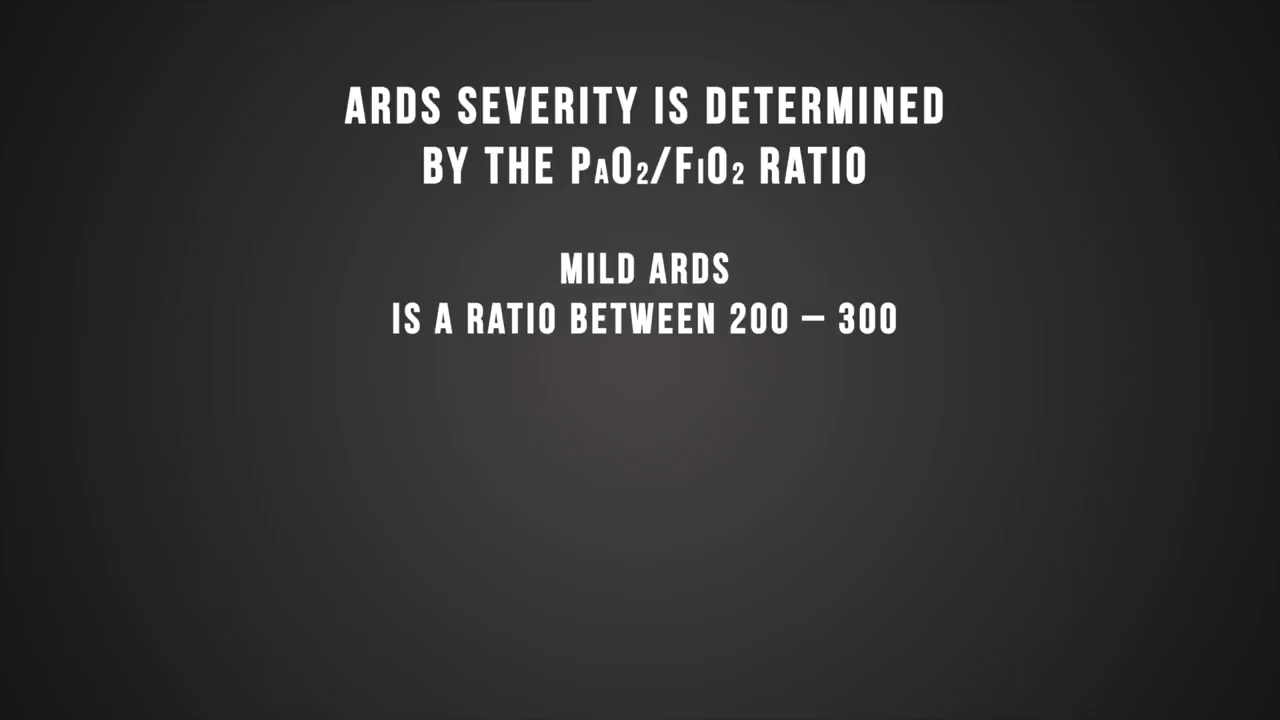 ARDS SEVERITY IS DETERMINED
BY THE PAO2/FIO2 RATIO
MILD ARDS
IS A RATIO BETWEEN 200 – 300